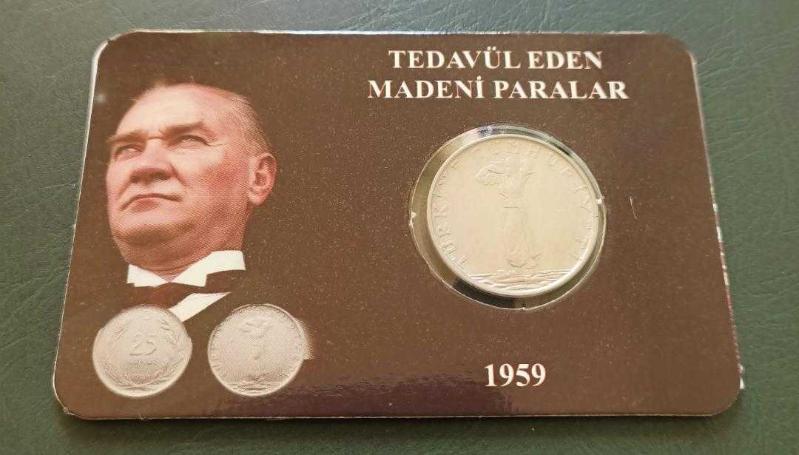 TEDAVÜL EDEN
MADENİ PARALAR
25
1959